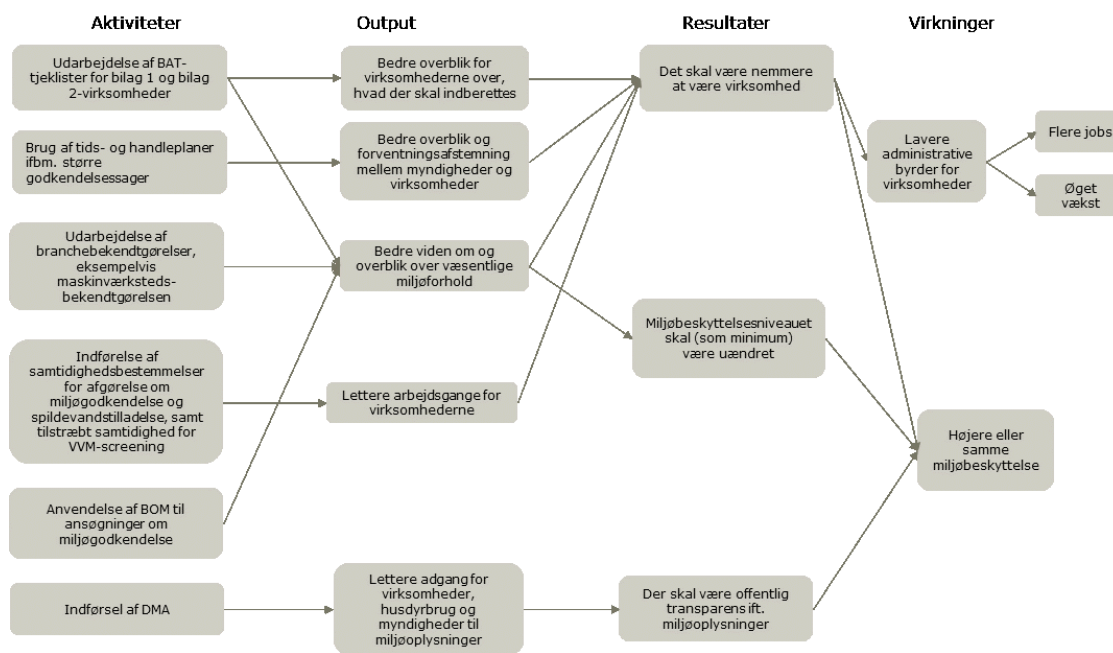 Aktiviteter
Output
Resultater
Virkninger
Udarbejdelse af BAT-
tjeklister for bilag 1 og bilag
2-virksomheder
Brug af tids- og handleplaner
ifbm. større
godkendelsessager
Udarbejdelse af
branchebekendtgørelser,
eksempelvis
maskinværksteds-
bekendtgørelsen
Indførelse af
samtidighedsbestemmelser
for afgørelse om
miljøgodkendelse og
spildevandstilladelse, samt
tilstræbt samtidighed for
VVM-screening
Anvendelse af BOM til
ansøgninger om
miljøgodkendelse
Indførsel af DMA
Bedre overblik for
virksomhederne over,
hvad der skal indberettes
Bedre overblik og
forventningsafstemning
mellem myndigheder og
virksomheder
Bedre viden om og
overblik over væsentlige
miljøforhold
Lettere arbejdsgange for
virksomhederne
Lettere adgang for
virksomheder,
husdyrbrug og
myndigheder til
miljøoplysninger
Det skal være nemmere
at være virksomhed
Miljøbeskyttelsesniveauet
skal (som minimum)
være uændret
Der skal være offentlig
transparens ift.
miljøoplysninger
Lavere
administrative
byrder for
virksomheder
Flere jobs
Øget
vækst
Højere eller
samme
miljøbeskyttelse